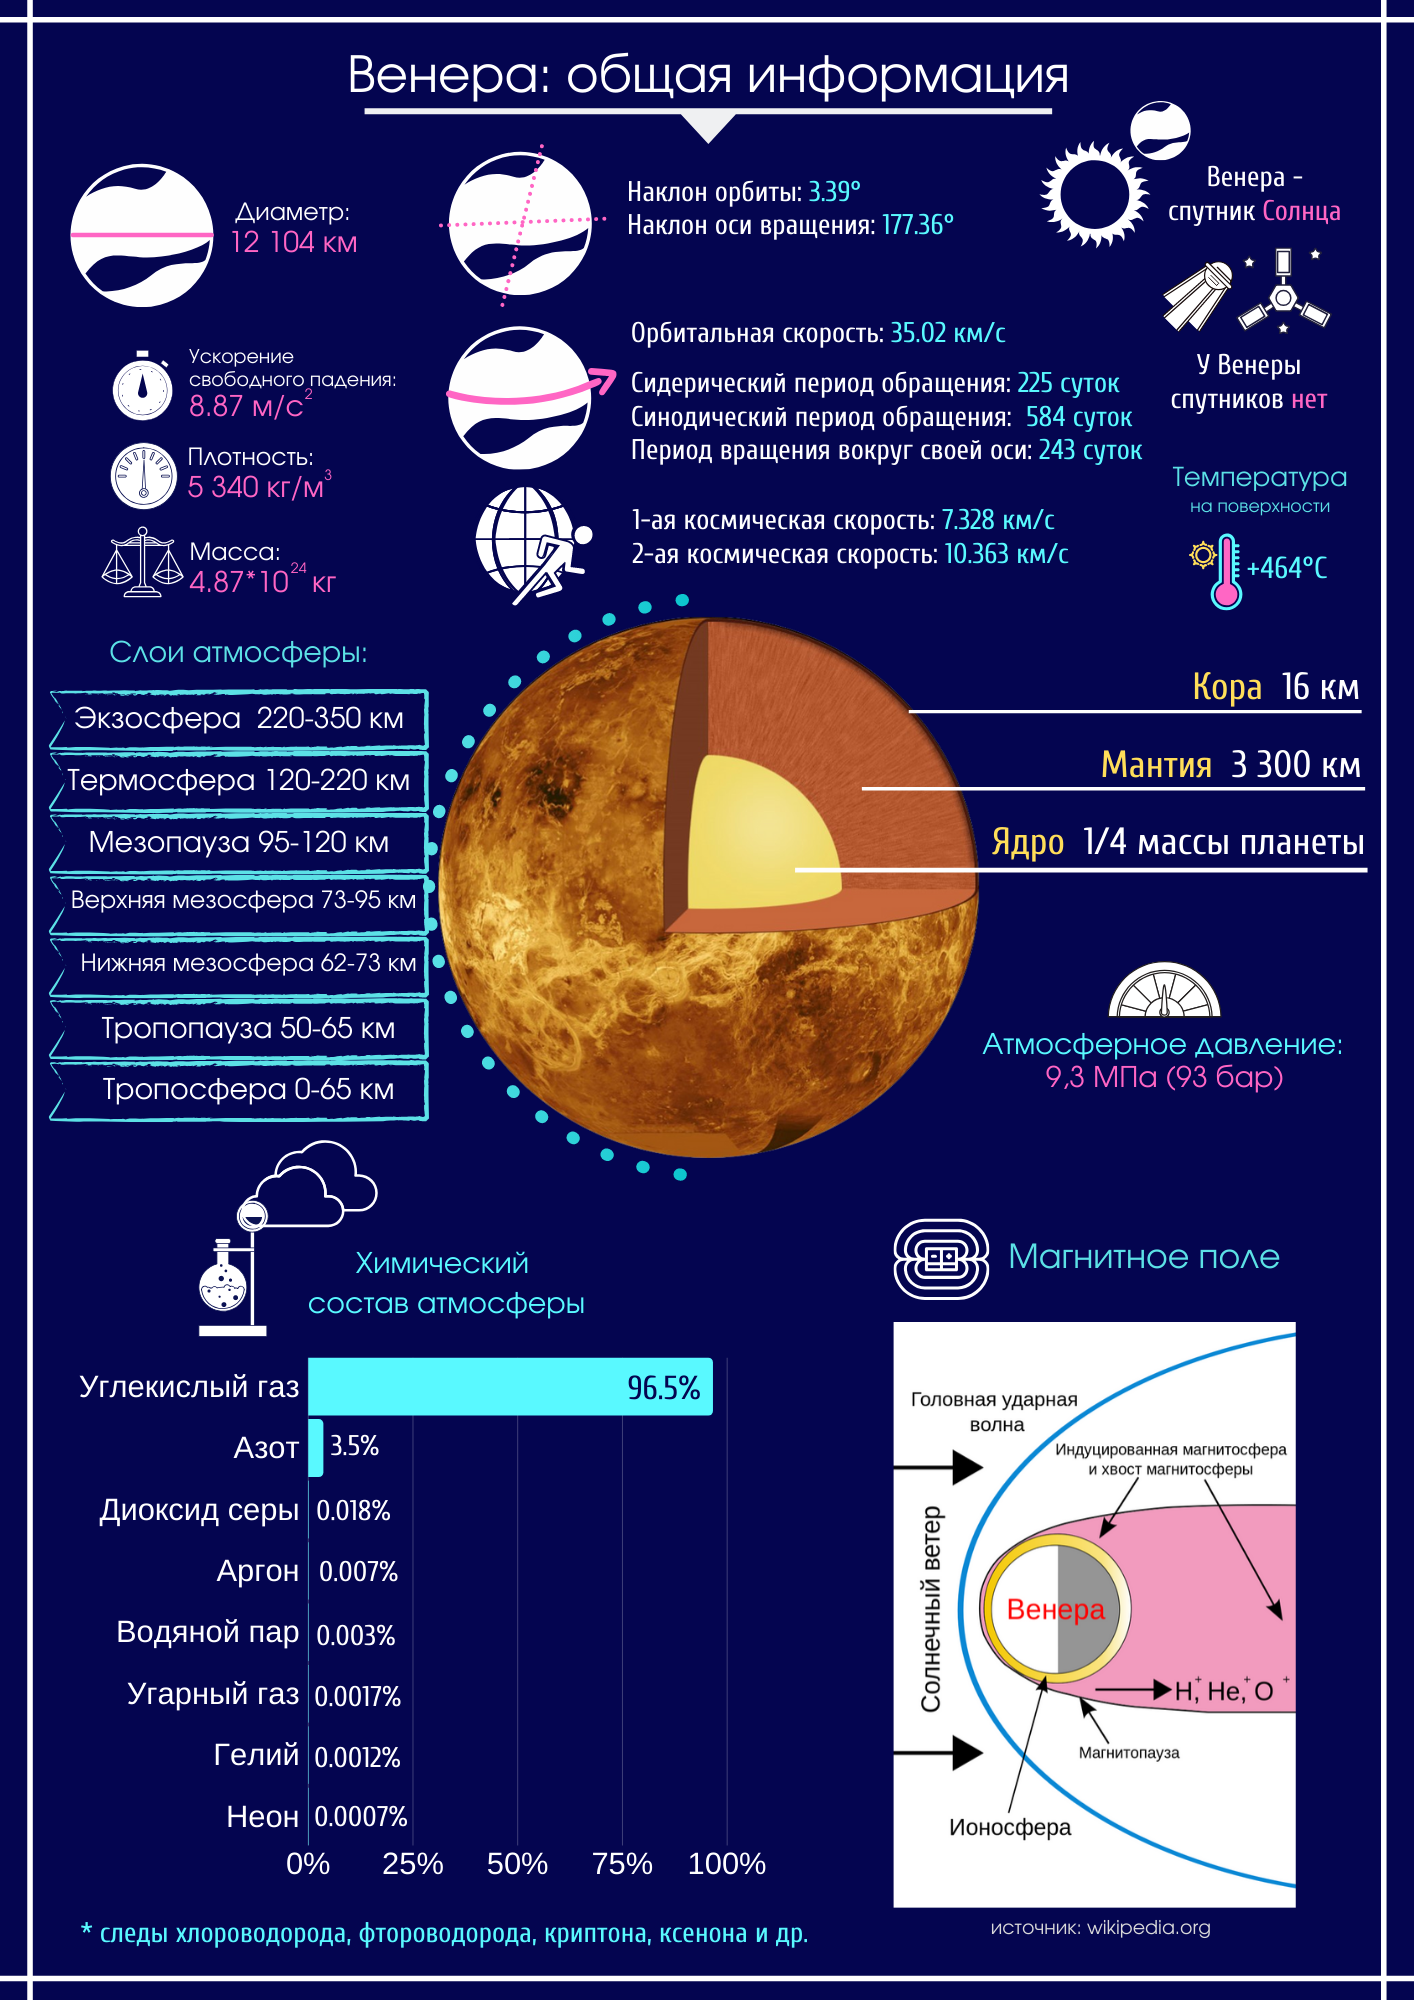 Венера: общая информация
Диаметр:
12 104 км
Наклон орбиты: 3.39°
Наклон оси вращения: 177.36°
Венера -
спутник Солнца
У Венеры
спутников нет
Ускорение
свободного падения:
8.87 м/с²
Плотность:
5 340 кг/м³
Масса:
4.87*10²⁴ кг
Орбитальная скорость: 35.02 км/с
Сидерический период обращения: 225 суток
Синодический период обращения: 584 суток
Период вращения вокруг своей оси: 243 суток
1-ая космическая скорость: 7.328 км/с
2-ая космическая скорость: 10.363 км/с
Температура
на поверхности
+464°C
Слои атмосферы:
Экзосфера 220-350 км
Термосфера 120-220 км
Мезопауза 95-120 км
Верхняя мезосфера 73-95 км
Нижняя мезосфера 62-73 км
Тропопауза 50-65 км
Тропосфера 0-65 км
Кора 16 км
Мантия 3 300 км
Ядро 1/4 массы планеты
Атмосферное давление:
9,3 МПа (93 бар)
Химический
состав атмосферы
Углекислый газ 96.5%
Азот 3.5%
Диоксид серы 0.018%
Аргон 0.007%
Водяной пар 0.003%
Угарный газ 0.0017%
Гелий 0.0012%
Неон 0.0007%
0% 25% 50% 75% 100%
* следы хлороводорода, фтороводорода, криптона, ксенона и др.
Магнитное поле
Головная ударная
волна
Индуцированная магнитосфера
и хвост магнитосферы
Солнечный ветер
Венера
H⁺, He⁺, O⁺
Магнитопауза
Ионосфера
источник: wikipedia.org